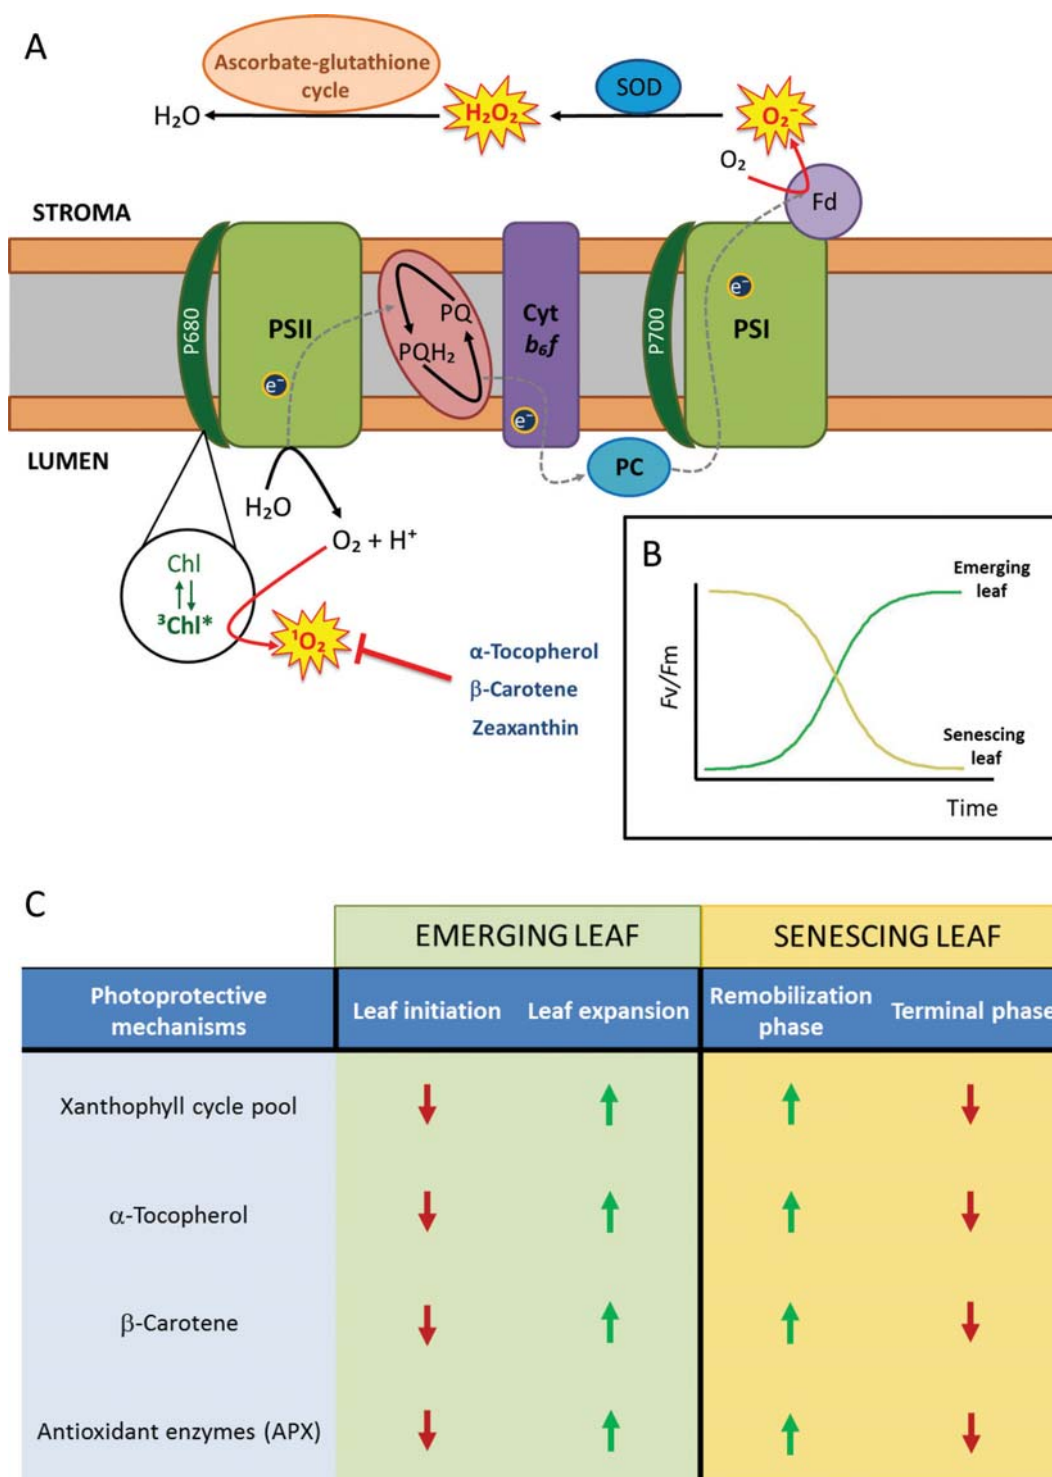 A
Ascorbate-glutathione
cycle
SOD
H₂O
H₂O₂
O₂⁻
O₂
Fd
STROMA
P680
PSII
PQ
PQH₂
Cyt
b₆f
P700
PSI
e⁻
e⁻
e⁻
LUMEN
PC
H₂O
O₂ + H⁺
Chl
³Chl*
¹O₂
α-Tocopherol
β-Carotene
Zeaxanthin
B
Emerging
leaf
Fv/Fm
Senescing
leaf
Time
C
EMERGING LEAF SENESCING LEAF
Photoprotective
mechanisms
Leaf initiation Leaf expansion
Remobilization
phase
Terminal phase
Xanthophyll cycle pool
α-Tocopherol
β-Carotene
Antioxidant enzymes (APX)